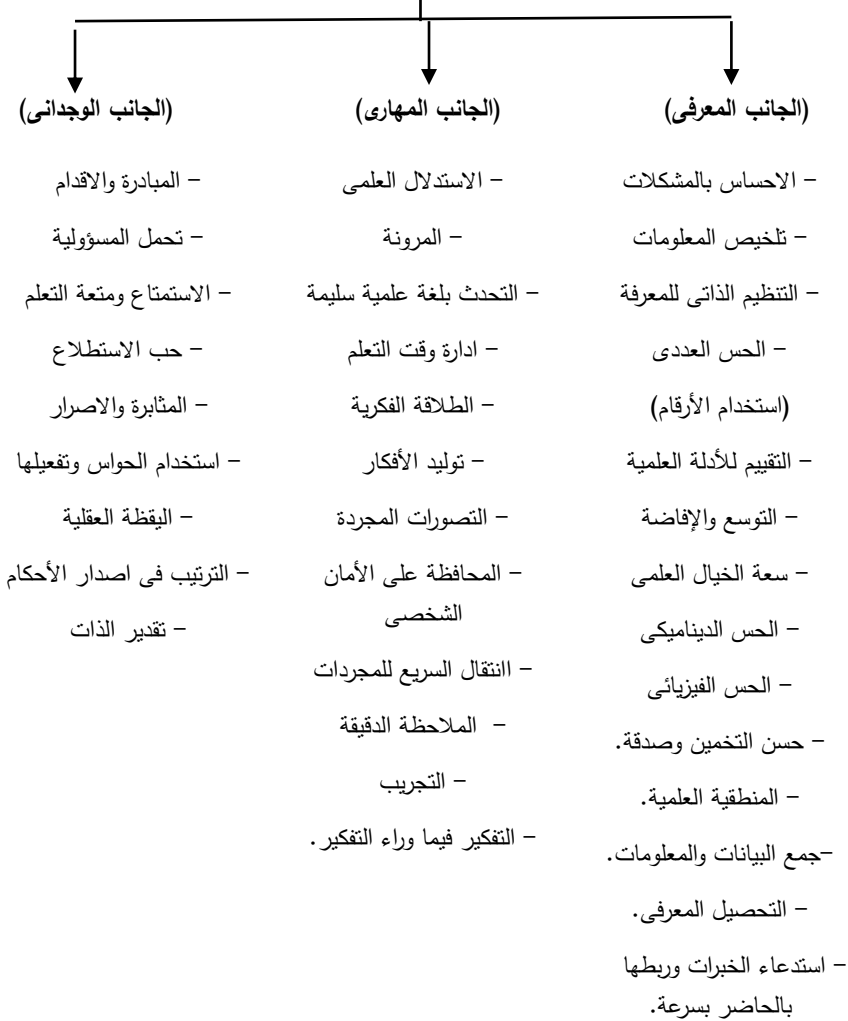 (الجانب المعرفى)
– الاحساس بالمشكلات
– تلخيص المعلومات
– التنظيم الذاتى للمعرفة
– الحس العددى
(استخدام الأرقام)
– التقييم للأدلة العلمية
– التوسع والإفاضة
– سعة الخيال العلمى
– الحس الديناميكى
– الحس الفيزيائى
– حسن التخمين وصدقة.
– المنطقية العلمية.
–جمع البيانات والمعلومات.
– التحصيل المعرفى.
– استدعاء الخبرات وربطها
بالحاضر بسرعة.
(الجانب المهارى)
– الاستدلال العلمى
– المرونة
– التحدث بلغة علمية سليمة
– ادارة وقت التعلم
– الطلاقة الفكرية
– توليد الأفكار
– التصورات المجردة
– المحافظة على الأمان
الشخصى
– اانتقال السريع للمجردات
– الملاحظة الدقيقة
– التجريب
– التفكير فيما وراء التفكير.
(الجانب الوجدانى)
– المبادرة والاقدام
– تحمل المسؤولية
– الاستمتاع ومتعة التعلم
– حب الاستطلاع
– المثابرة والاصرار
– استخدام الحواس وتفعيلها
– اليقظة العقلية
– الترتيب فى اصدار الأحكام
– تقدير الذات